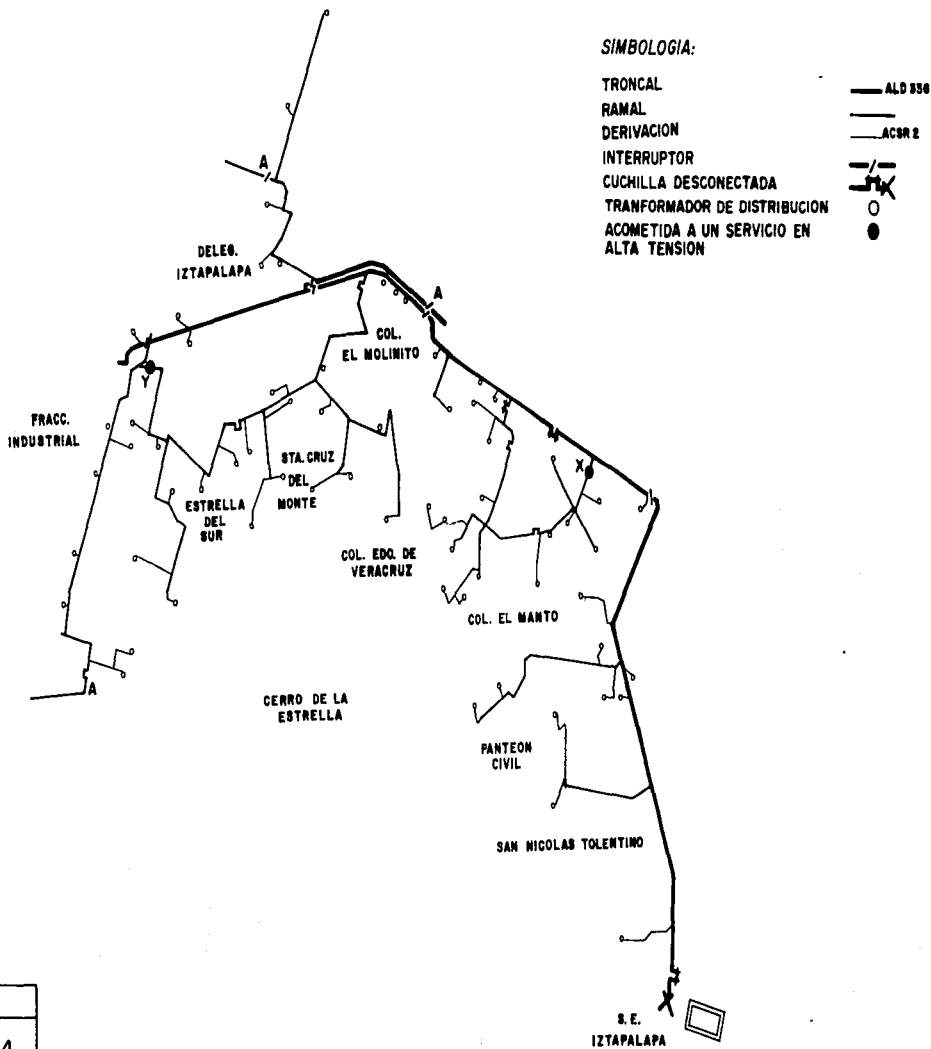 SIMBOLOGIA:
TRONCAL
ALD 336
RAMAL
DERIVACION
ACSR 2
INTERRUPTOR
CUCHILLA DESCONECTADA
TRANFORMADOR DE DISTRIBUCION
ACOMETIDA A UN SERVICIO EN
ALTA TENSION
A
DELEG.
IZTAPALAPA
A
COL.
EL MOLINITO
Y
FRACC.
INDUSTRIAL
STA. CRUZ
DEL
MONTE
ESTRELLA
DEL
SUR
X
COL. EDO. DE
VERACRUZ
COL. EL MANTO
A
CERRO DE LA
ESTRELLA
PANTEON
CIVIL
SAN NICOLAS TOLENTINO
S.E.
IZTAPALAPA